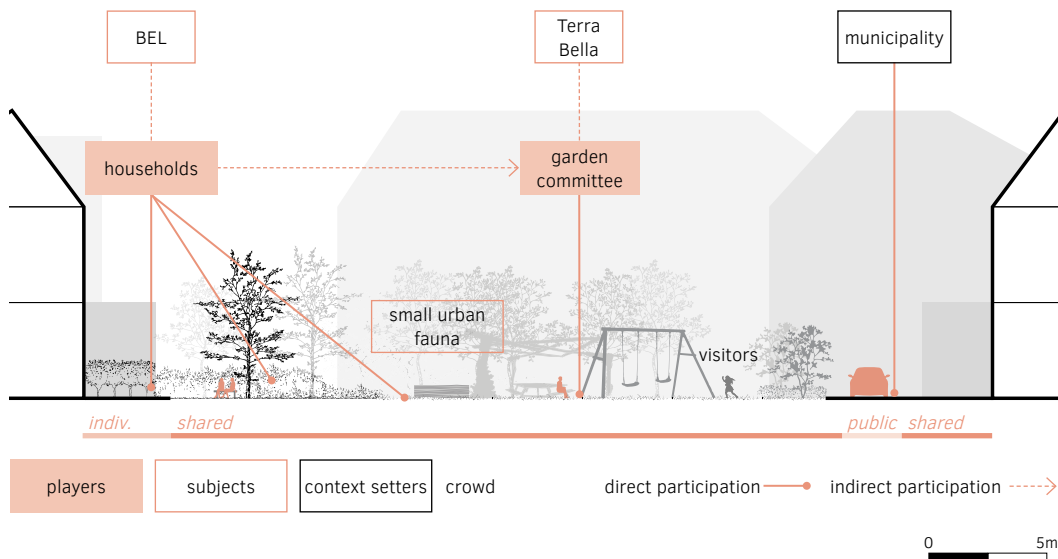 BEL
Terra
Bella
municipality
households
garden
committee
small urban
fauna
visitors
indiv.
shared
public
shared
players
subjects
context setters
crowd
direct participation
indirect participation
0
5m